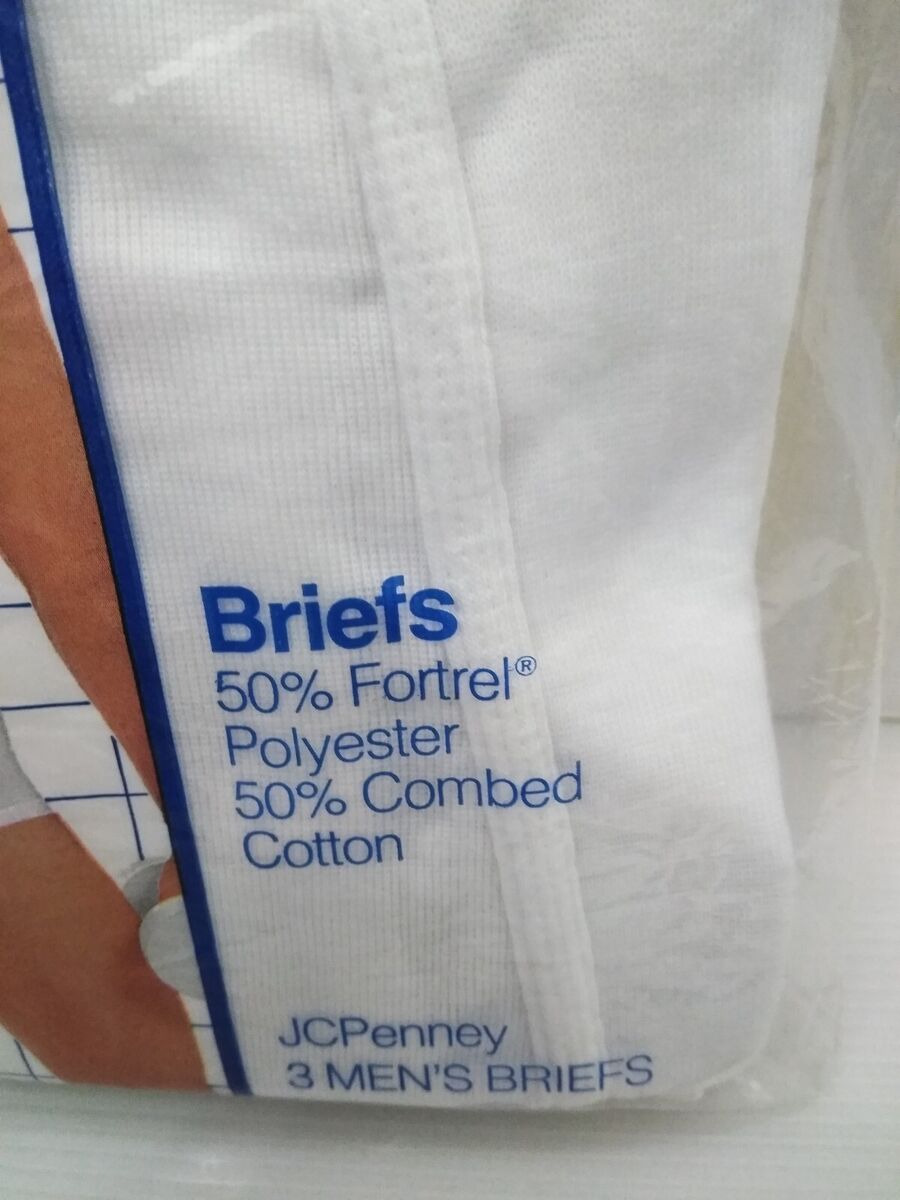 Briefs
50% Fortrel®
Polyester
50% Combed
Cotton
JCPenney
3 MEN'S BRIEFS